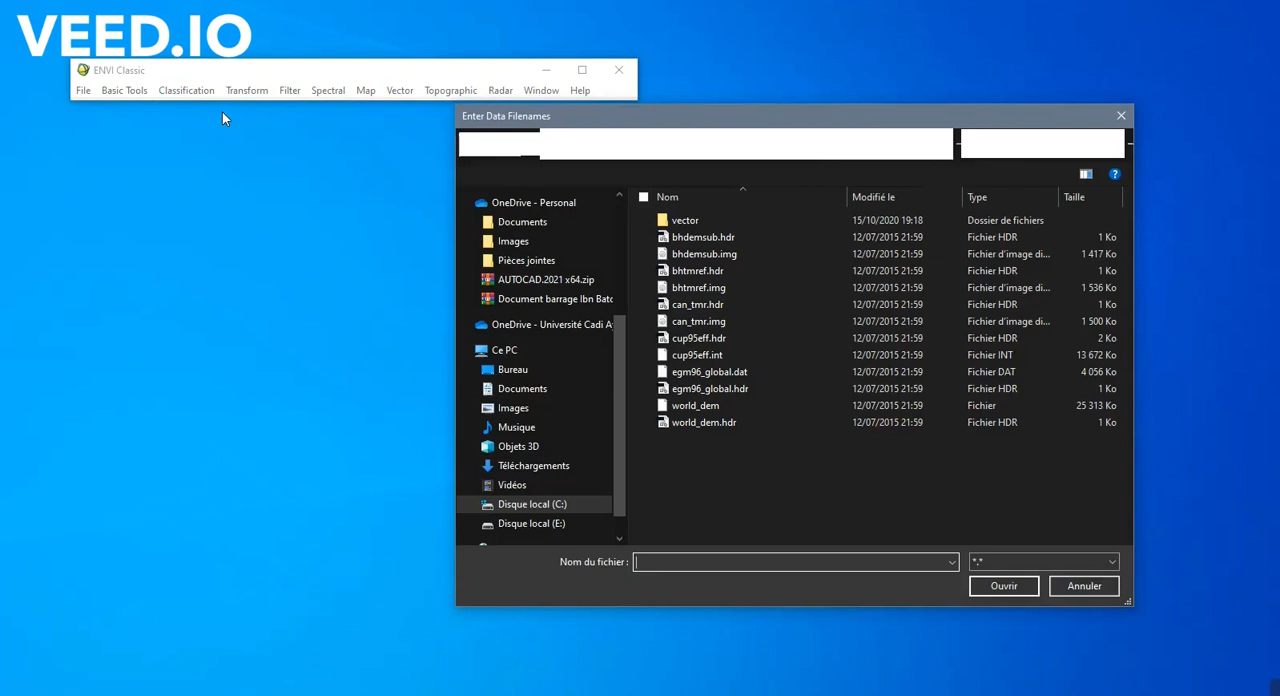 VEED.IO
ENVI Classic
File Basic Tools Classification Transform Filter Spectral Map Vector Topographic Radar Window Help
Enter Data Filenames
OneDrive - Personal
Documents
Images
Pièces jointes
AUTOCAD.2021 x64.zip
Document barrage Ibn Batc
OneDrive - Université Cadi Ay
Ce PC
Bureau
Documents
Images
Musique
Objets 3D
Téléchargements
Vidéos
Disque local (C:)
Disque local (E:)
Nom Modifié le Type Taille
vector 15/10/2020 19:18 Dossier de fichiers
bhdemsub.hdr 12/07/2015 21:59 Fichier HDR 1 Ko
bhdemsub.img 12/07/2015 21:59 Fichier d'image di... 1 417 Ko
bhtmref.hdr 12/07/2015 21:59 Fichier HDR 1 Ko
bhtmref.img 12/07/2015 21:59 Fichier d'image di... 1 536 Ko
can_tmr.hdr 12/07/2015 21:59 Fichier HDR 1 Ko
can_tmr.img 12/07/2015 21:59 Fichier d'image di... 1 500 Ko
cup95eff.hdr 12/07/2015 21:59 Fichier HDR 2 Ko
cup95eff.int 12/07/2015 21:59 Fichier INT 13 672 Ko
egm96_global.dat 12/07/2015 21:59 Fichier DAT 4 056 Ko
egm96_global.hdr 12/07/2015 21:59 Fichier HDR 1 Ko
world_dem 12/07/2015 21:59 Fichier 25 313 Ko
world_dem.hdr 12/07/2015 21:59 Fichier HDR 1 Ko
Nom du fichier : *.*
Ouvrir Annuler